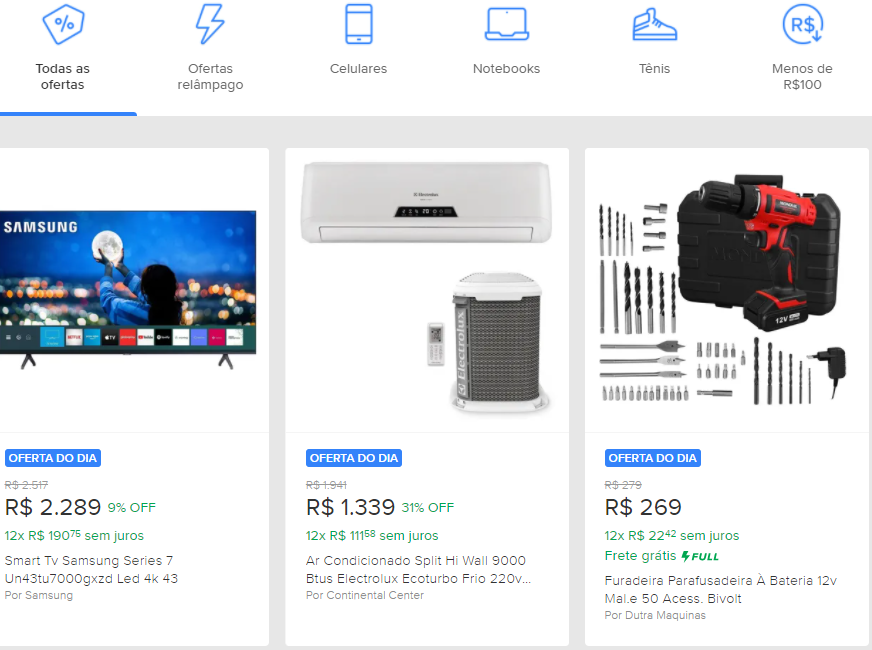 Todas as
ofertas
Ofertas
relâmpago
Celulares
Notebooks
Tênis
R$
Menos de
R$100
SAMSUNG
Electrolux
12V
OFERTA DO DIA
R$ 2.517
R$ 2.289 9% OFF
12x R$ 19075 sem juros
Smart Tv Samsung Series 7
Un43tu7000gxzd Led 4k 43
Por Samsung
OFERTA DO DIA
R$ 1.941
R$ 1.339 31% OFF
12x R$ 11158 sem juros
Ar Condicionado Split Hi Wall 9000
Btus Electrolux Ecoturbo Frio 220v...
Por Continental Center
OFERTA DO DIA
R$ 279
R$ 269
12x R$ 2242 sem juros
Frete grátis FULL
Furadeira Parafusadeira À Bateria 12v
Mal.e 50 Acess. Bivolt
Por Dutra Maquinas